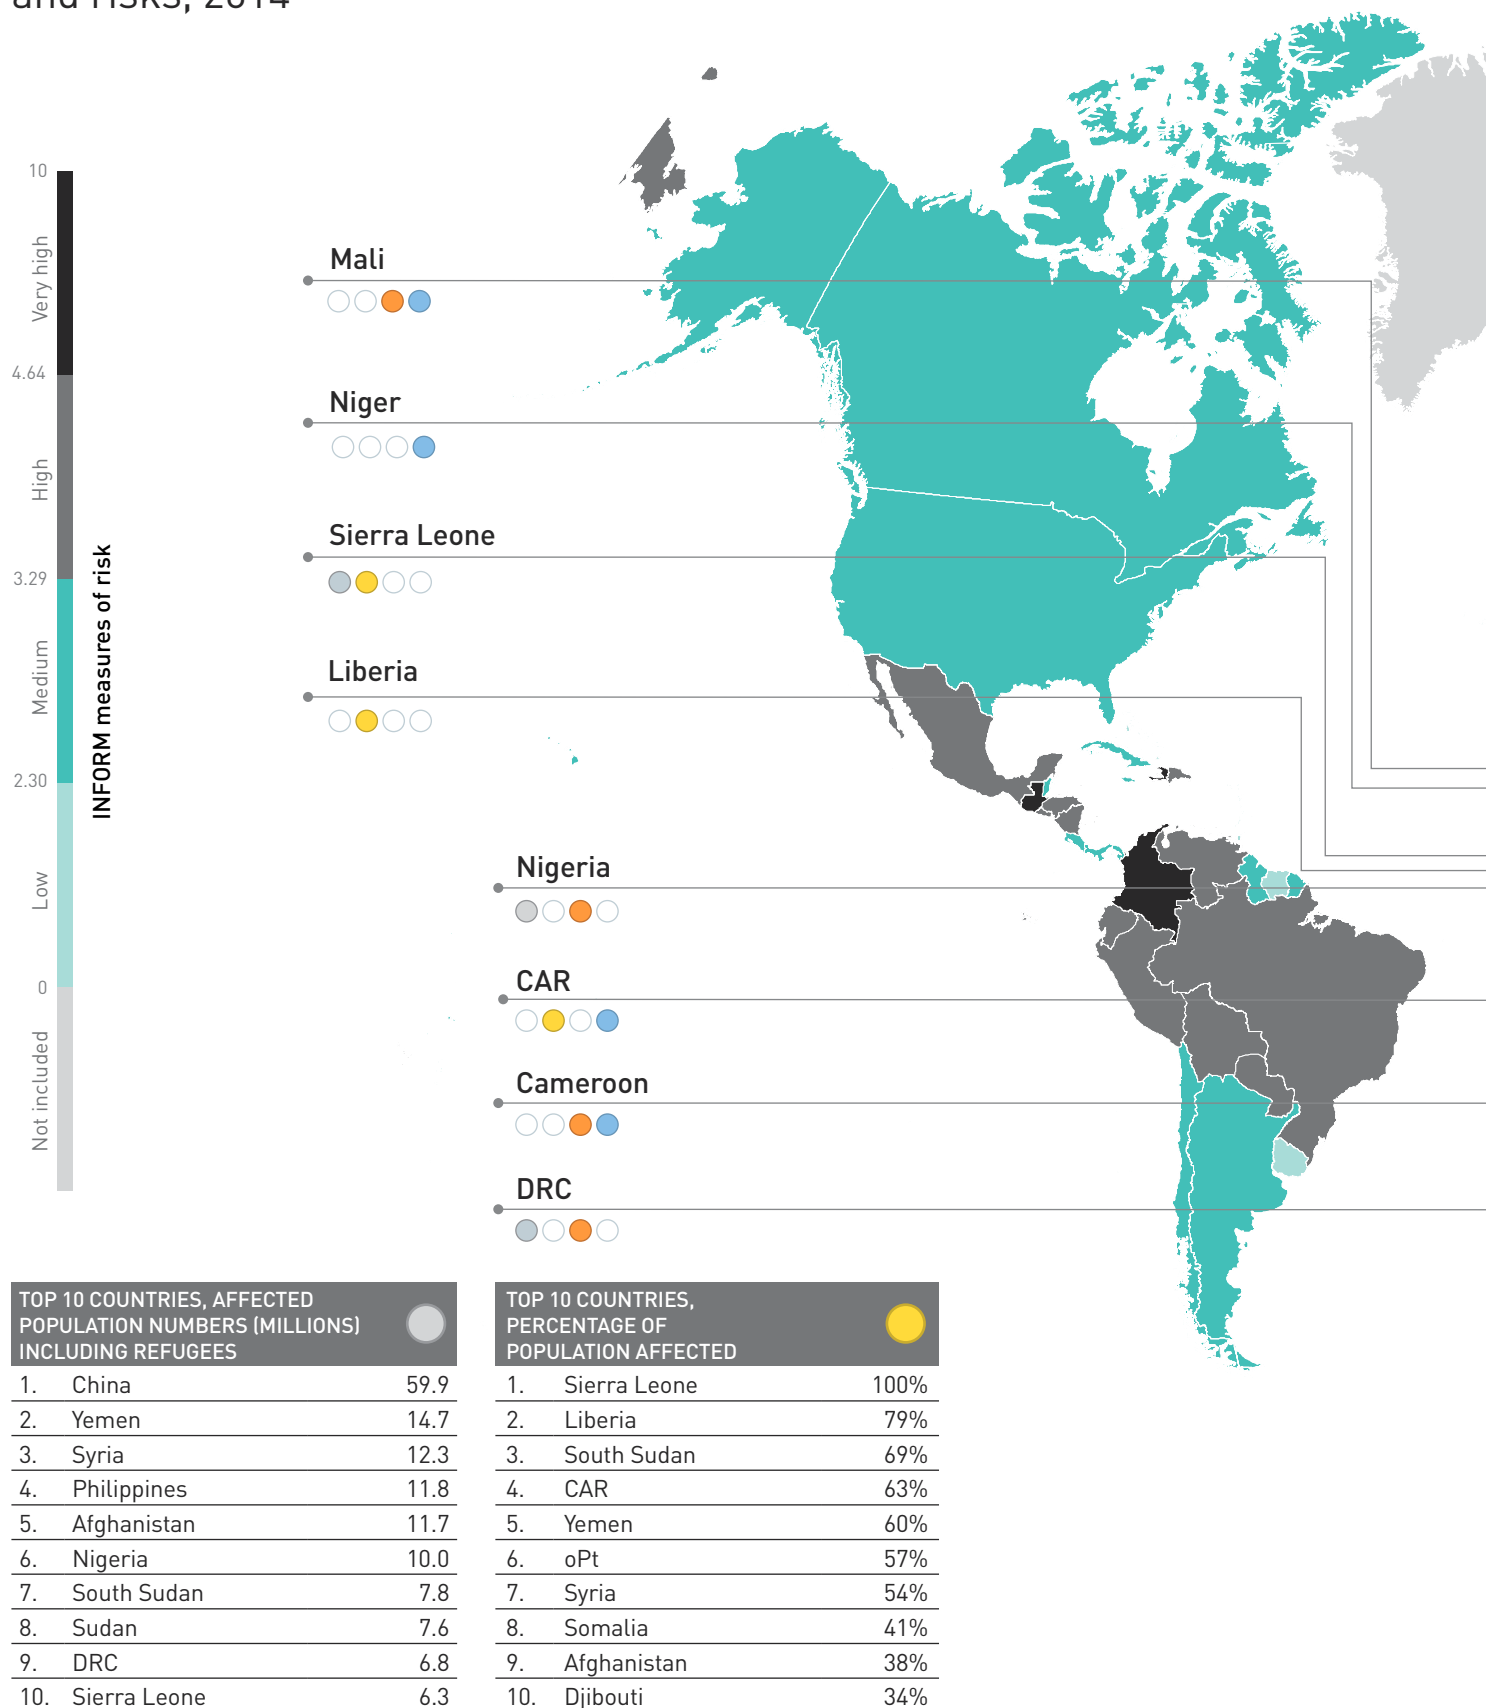 and risks, 2014
10
Very high
4.64
High
3.29
Medium
2.30
Low
0
Not included
INFORM measures of risk
Mali
Niger
Sierra Leone
Liberia
Nigeria
CAR
Cameroon
DRC
TOP 10 COUNTRIES, AFFECTED
POPULATION NUMBERS (MILLIONS)
INCLUDING REFUGEES
1. China 59.9
2. Yemen 14.7
3. Syria 12.3
4. Philippines 11.8
5. Afghanistan 11.7
6. Nigeria 10.0
7. South Sudan 7.8
8. Sudan 7.6
9. DRC 6.8
10. Sierra Leone 6.3
TOP 10 COUNTRIES,
PERCENTAGE OF
POPULATION AFFECTED
1. Sierra Leone 100%
2. Liberia 79%
3. South Sudan 69%
4. CAR 63%
5. Yemen 60%
6. oPt 57%
7. Syria 54%
8. Somalia 41%
9. Afghanistan 38%
10. Djibouti 34%